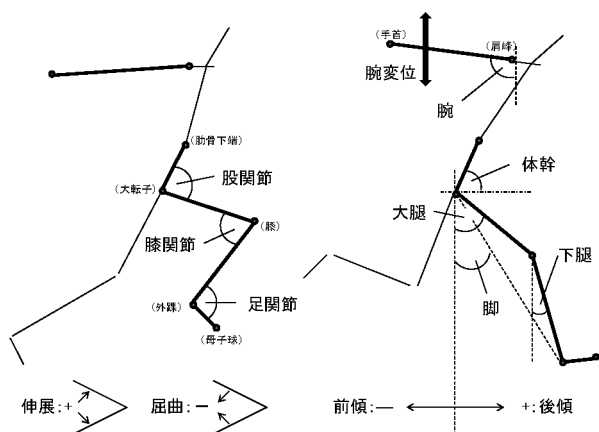 (肋骨下端)
股関節
(大転子)
(膝)
膝関節
(外踝)
足関節
(母子球)
伸展:+
屈曲:−
(手首)
(肩峰)
腕変位
腕
体幹
大腿
下腿
脚
前傾:−
+:後傾